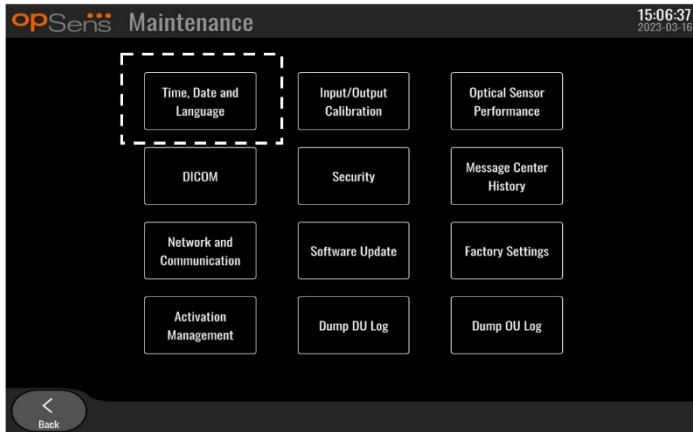 opSens Maintenance
15:06:37
2023-03-16
Time, Date and
Language
Input/Output
Calibration
Optical Sensor
Performance
DICOM
Security
Message Center
History
Network and
Communication
Software Update
Factory Settings
Activation
Management
Dump DU Log
Dump OU Log
Back